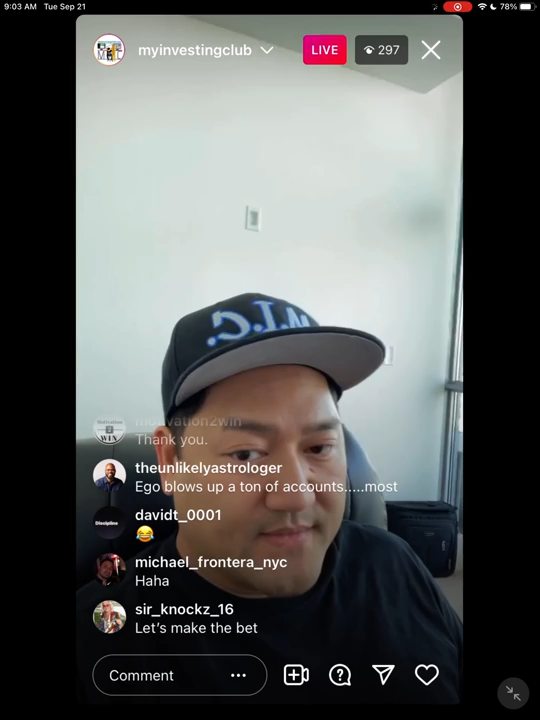 9:03 AM Tue Sep 21
78%
myinvestingclub
LIVE
297
M.I.C.
motivation2win
Thank you.
theunlikelyastrologer
Ego blows up a ton of accounts.....most
davidt_0001
😂
michael_frontera_nyc
Haha
sir_knockz_16
Let’s make the bet
Comment